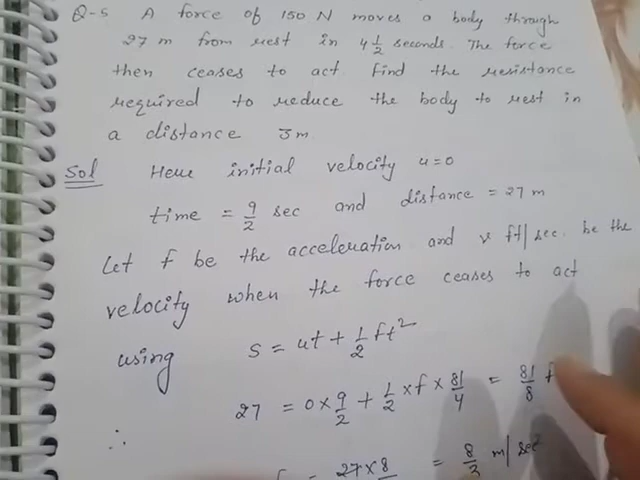 Q-5 A force of 150 N moves a body through
27 m from rest in 4 1/2 seconds. The force
then ceases to act. Find the resistance
required to reduce the body to rest in
a distance 3m
Sol Here initial velocity u=0
time = 9/2 sec and distance = 27 m
Let f be the acceleration and v ft/sec. be the
velocity when the force ceases to act
using s = ut + 1/2 ft²
∴ 27 = 0 × 9/2 + 1/2 × f × 81/4 = 81/8 f
= 27×8 = 8/3 m/sec²